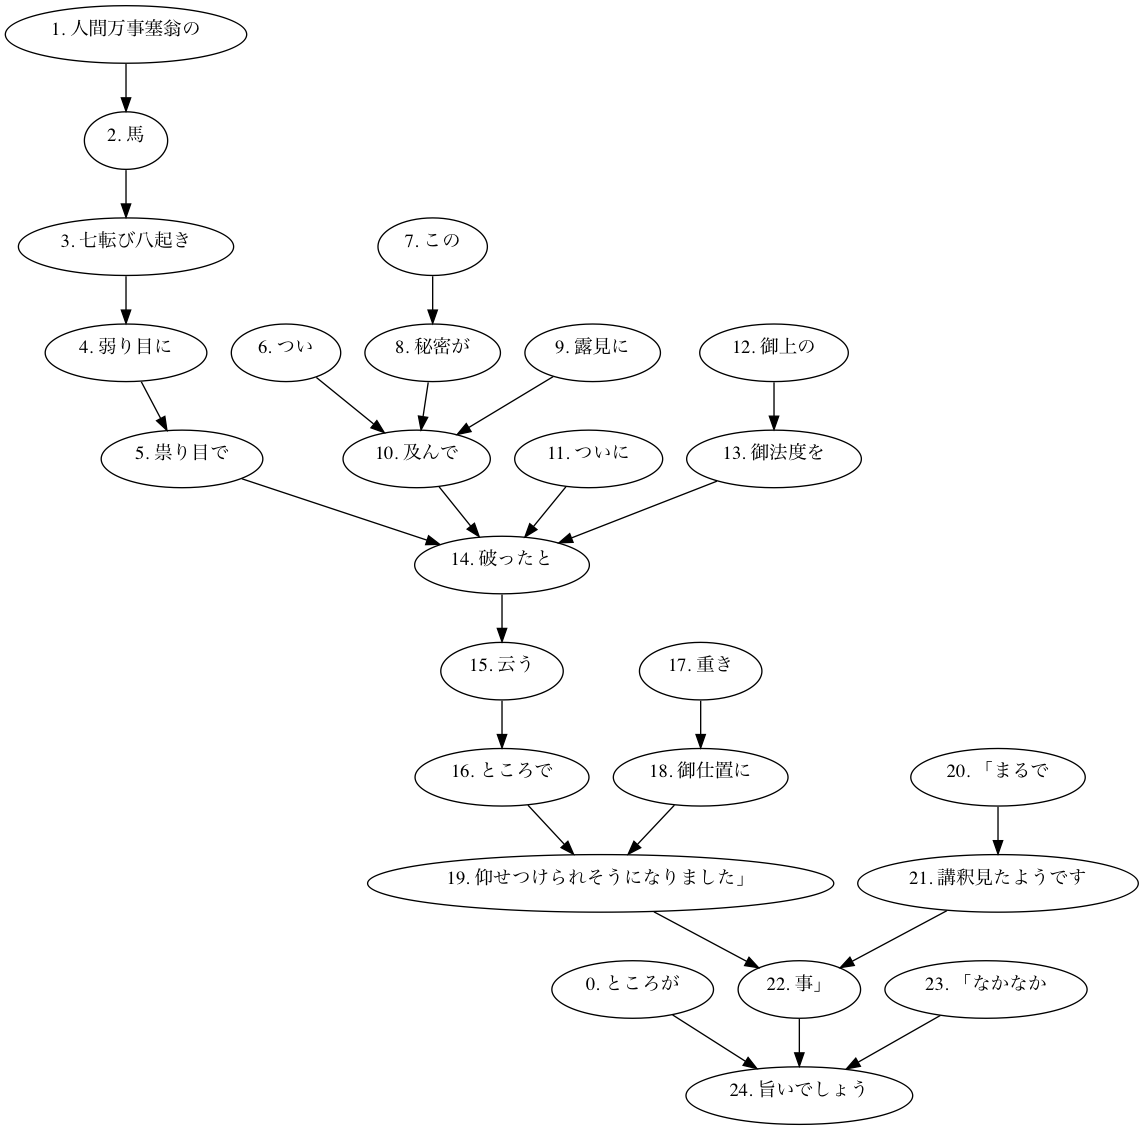 1. 人間万事塞翁の
2. 馬
3. 七転び八起き
7. この
4. 弱り目に
6. つい
8. 秘密が
9. 露見に
12. 御上の
5. 祟り目で
10. 及んで
11. ついに
13. 御法度を
14. 破ったと
15. 云う
17. 重き
16. ところで
18. 御仕置に
20. 「まるで
19. 仰せつけられそうになりました」
21. 講釈見たようです
0. ところが
22. 事」
23. 「なかなか
24. 旨いでしょう